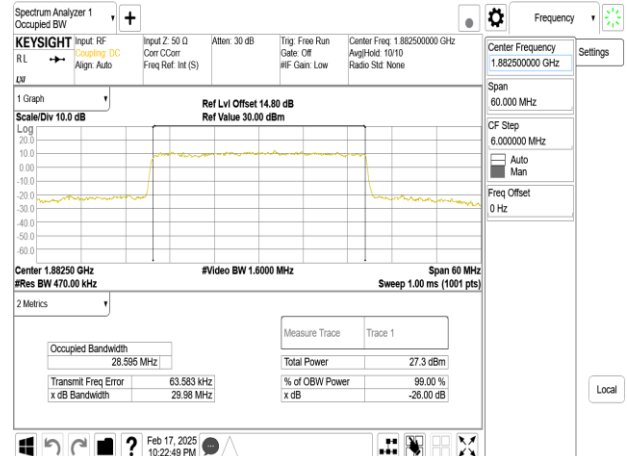 Spectrum Analyzer 1
Occupied BW
Frequency
KEYSIGHT Input: RF Input Z: 50 Ω Atten: 30 dB Trig: Free Run Center Freq: 1.882500000 GHz
RL Coupling: DC Corr CCorr Gate: Off Avg|Hold: 10/10
Align: Auto Freq Ref: Int (S) #IF Gain: Low Radio Std: None
LXI
Center Frequency
1.882500000 GHz
Settings
Span
60.000 MHz
CF Step
6.000000 MHz
Auto
Man
Freq Offset
0 Hz
Local
1 Graph
Ref Lvl Offset 14.80 dB
Scale/Div 10.0 dB Ref Value 30.00 dBm
Log
20.0
10.0
0.00
-10.0
-20.0
-30.0
-40.0
-50.0
-60.0
Center 1.88250 GHz #Video BW 1.6000 MHz Span 60 MHz
#Res BW 470.00 kHz Sweep 1.00 ms (1001 pts)
2 Metrics
Measure Trace Trace 1
Occupied Bandwidth
28.595 MHz
Total Power 27.3 dBm
Transmit Freq Error 63.583 kHz % of OBW Power 99.00 %
x dB Bandwidth 29.98 MHz x dB -26.00 dB
Feb 17, 2025
10:22:49 PM